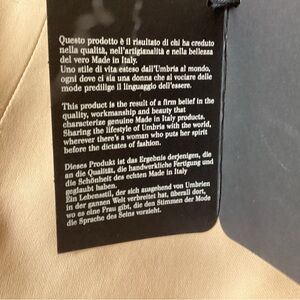 Questo prodotto è il risultato di chi ha creduto
nella qualità, nell'artigianalità e nella bellezza
del vero Made in Italy.
Uno stile di vita esteso dall'Umbria al mondo,
ogni dove ci sia una donna che al vociare delle
mode predilige il linguaggio dell'essere.
This product is the result of a firm belief in the
quality, workmanship and beauty that
characterize genuine Made in Italy products.
Sharing the lifestyle of Umbria with the world,
wherever there's a woman who puts her spirit
before the dictates of fashion.
Dieses Produkt ist das Ergebnis derjenigen, die
an die Qualität, die handwerkliche Fertigung und
die Schönheit des echten Made in Italy
geglaubt haben.
Ein Lebensstil, der sich ausgehend von Umbrien
in der ganzen Welt verbreitet hat, überall dort,
wo es eine Frau gibt, die den Stimmen der Mode
die Sprache des Seins vorzieht.